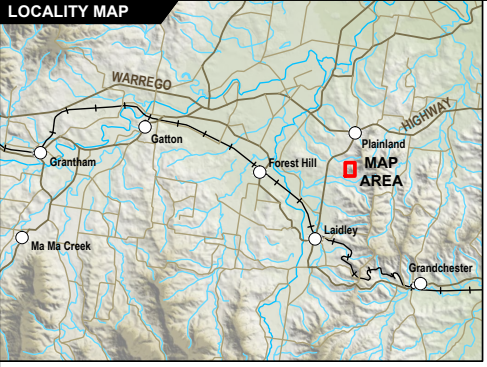 LOCALITY MAP
WARREGO
HIGHWAY
Gatton
Plainland
Grantham
Forest Hill
MAP
AREA
Ma Ma Creek
Laidley
Grandchester